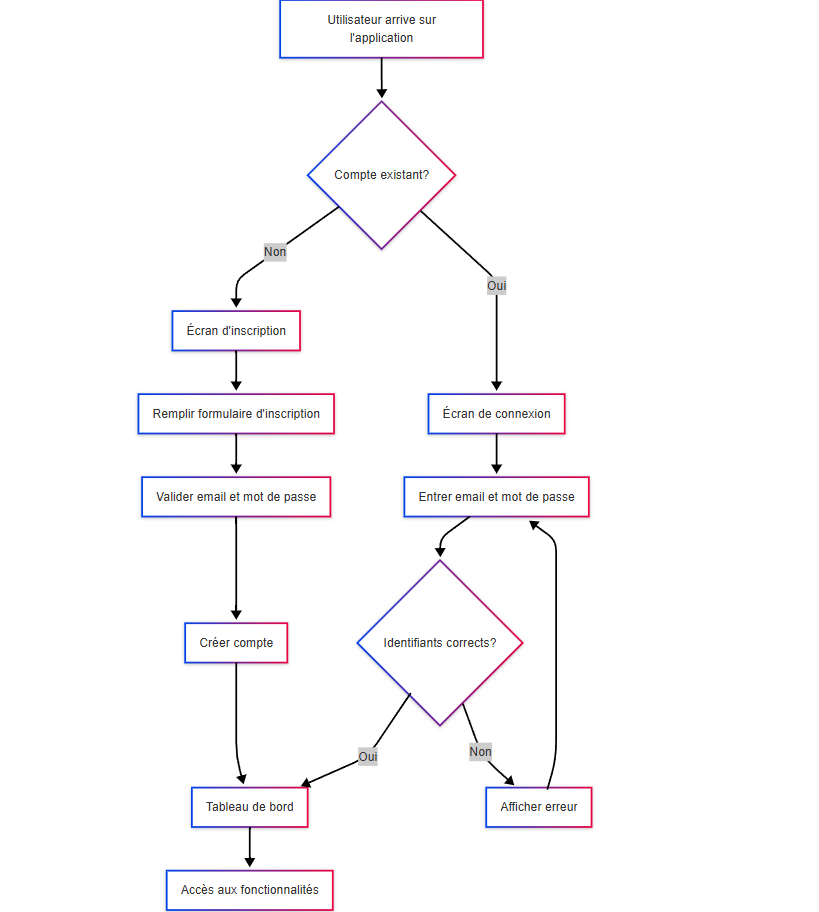 Utilisateur arrive sur
l'application
Compte existant?
Non
Oui
Écran d'inscription
Remplir formulaire d'inscription
Écran de connexion
Valider email et mot de passe
Entrer email et mot de passe
Créer compte
Identifiants corrects?
Oui
Non
Tableau de bord
Afficher erreur
Accès aux fonctionnalités